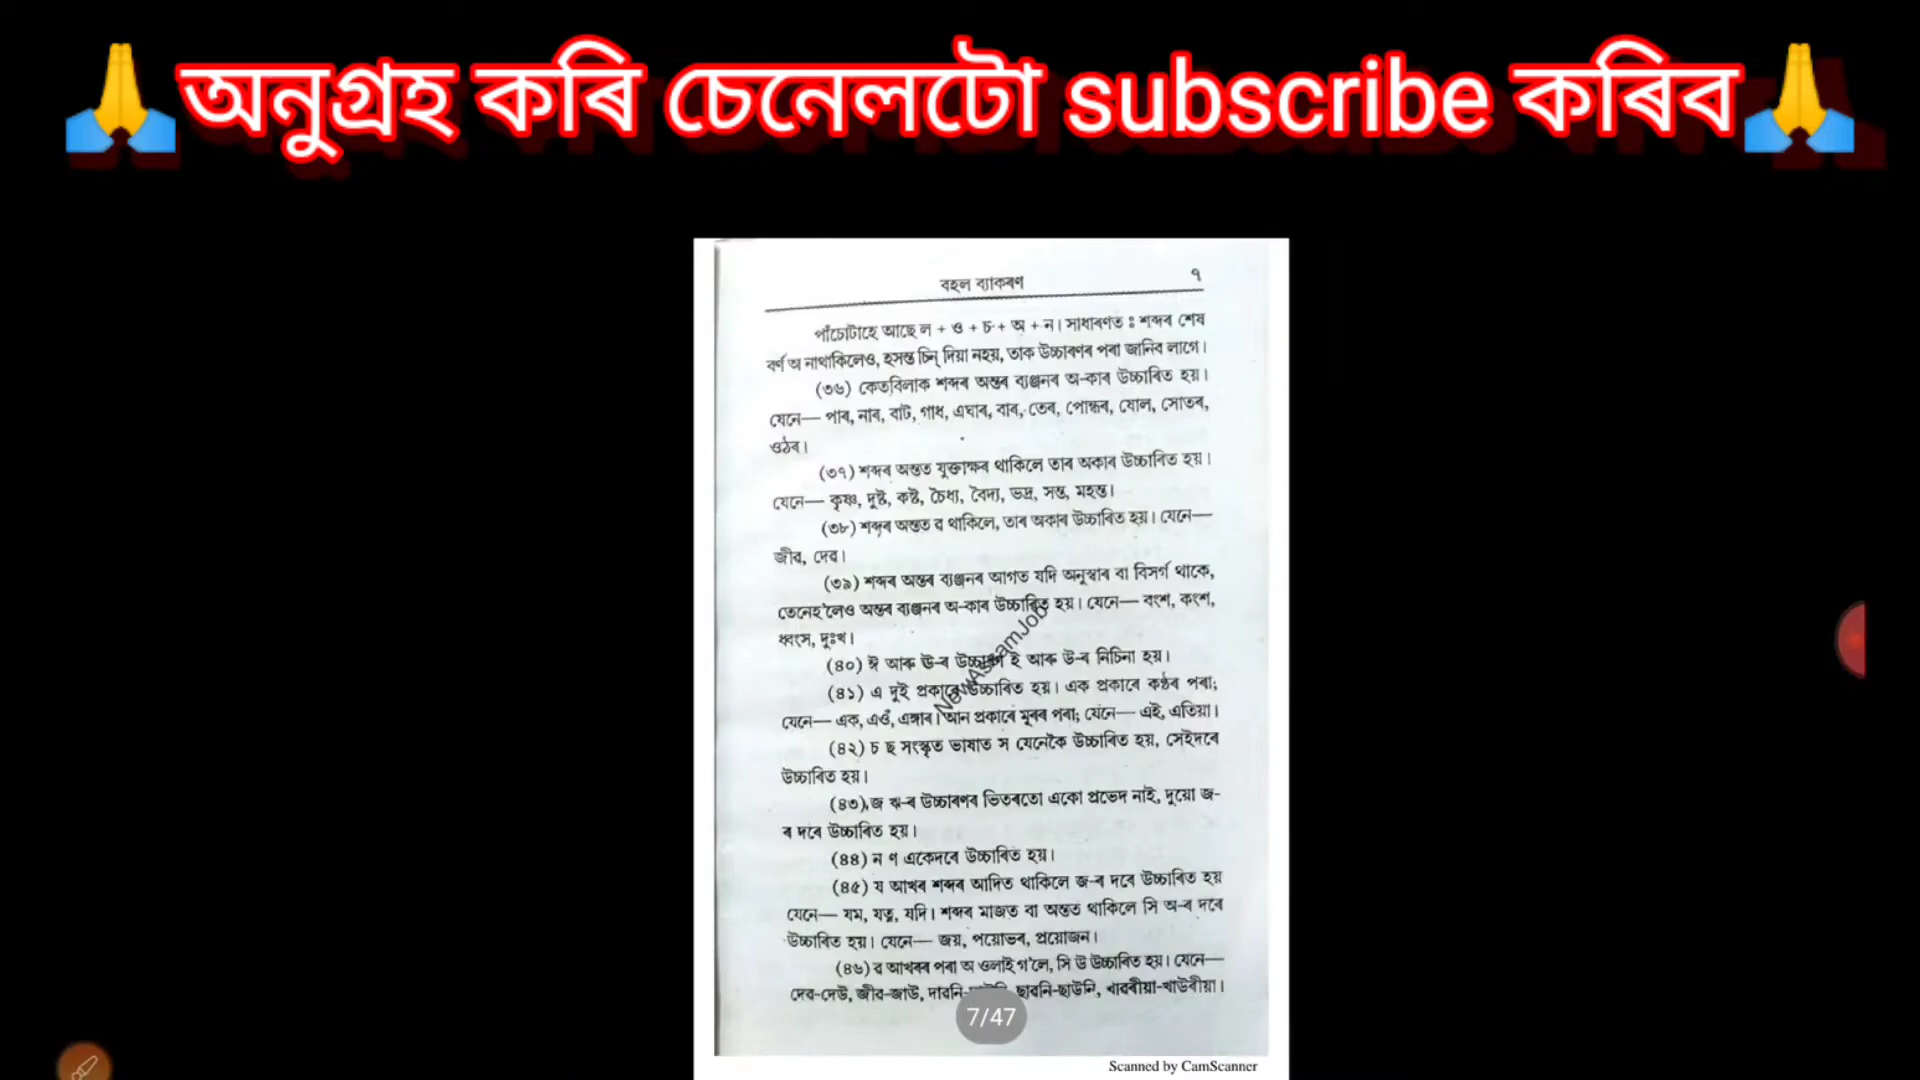 🙏অনুগ্ৰহ কৰি চেনেলটো subscribe কৰিব🙏
বহল ব্যাকৰণ ৭
পাঁচোটাহে আছে ল + ও + চ + অ + ন। সাধাৰণত ঃ শব্দৰ শেষ
বৰ্ণ অ নাথাকিলেও, হসন্ত চিন্ দিয়া নহয়, তাক উচ্চাৰণৰ পৰা জানিব লাগে।
(৩৬) কেতবিলাক শব্দৰ অন্তৰ ব্যঞ্জনৰ অ-কাৰ উচ্চাৰিত হয়।
যেনে— পাৰ, নাৰ, বাট, গাধ, এঘাৰ, বাৰ, তেৰ, পোন্ধৰ, ষোল, সোতৰ,
ওঠৰ।
(৩৭) শব্দৰ অন্তত যুক্তাক্ষৰ থাকিলে তাৰ অকাৰ উচ্চাৰিত হয়।
যেনে— কৃষ্ণ, দুষ্ট, কষ্ট, চৈধ্য, বৈদ্য, ভদ্ৰ, সন্ত, মহন্ত।
(৩৮) শব্দৰ অন্তত ৱ থাকিলে, তাৰ অকাৰ উচ্চাৰিত হয়। যেনে—
জীৱ, দেৱ।
(৩৯) শব্দৰ অন্তৰ ব্যঞ্জনৰ আগত যদি অনুস্বাৰ বা বিসৰ্গ থাকে,
তেনেহ'লেও অন্তৰ ব্যঞ্জনৰ অ-কাৰ উচ্চাৰিত হয়। যেনে— বংশ, কংশ,
ধ্বংস, দুঃখ।
(৪০) ঈ আৰু ঊ-ৰ উচ্চাৰণ ই আৰু উ-ৰ নিচিনা হয়।
(৪১) এ দুই প্ৰকাৰে উচ্চাৰিত হয়। এক প্ৰকাৰে কণ্ঠৰ পৰা;
যেনে— এক, এওঁ, এঙ্গাৰ। আন প্ৰকাৰে মূৰৰ পৰা; যেনে— এই, এতিয়া।
(৪২) চ ছ সংস্কৃত ভাষাত স যেনেকৈ উচ্চাৰিত হয়, সেইদৰে
উচ্চাৰিত হয়।
(৪৩) জ ঝ-ৰ উচ্চাৰণৰ ভিতৰতো একো প্ৰভেদ নাই, দুয়ো জ-
ৰ দৰে উচ্চাৰিত হয়।
(৪৪) ন ণ একেদৰে উচ্চাৰিত হয়।
(৪৫) য আখৰ শব্দৰ আদিত থাকিলে জ-ৰ দৰে উচ্চাৰিত হয়
যেনে— যম, যত্ন, যদি। শব্দৰ মাজত বা অন্তত থাকিলে সি অ-ৰ দৰে
উচ্চাৰিত হয়। যেনে— জয়, পয়োভৰ, প্ৰয়োজন।
(৪৬) ৱ আখৰৰ পৰা অ ওলাই গ'লে, সি উ উচ্চাৰিত হয়। যেনে—
দেৱ-দেউ, জীৱ-জাউ, দাৱনি- ছাৱনি-ছাউনি, খাৱৰীয়া-খাউৰীয়া।
7/47
Scanned by CamScanner